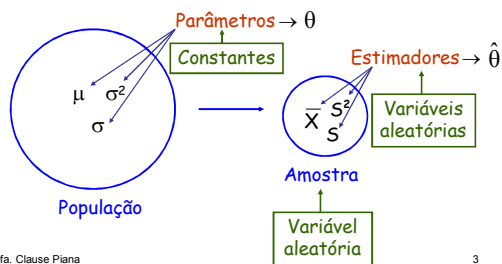 Parâmetros → θ
Constantes
μ σ²
σ
População
Estimadores → θ̂
X̅ S²
S
Variáveis
aleatórias
Amostra
Variável
aleatória
fa. Clause Piana
3